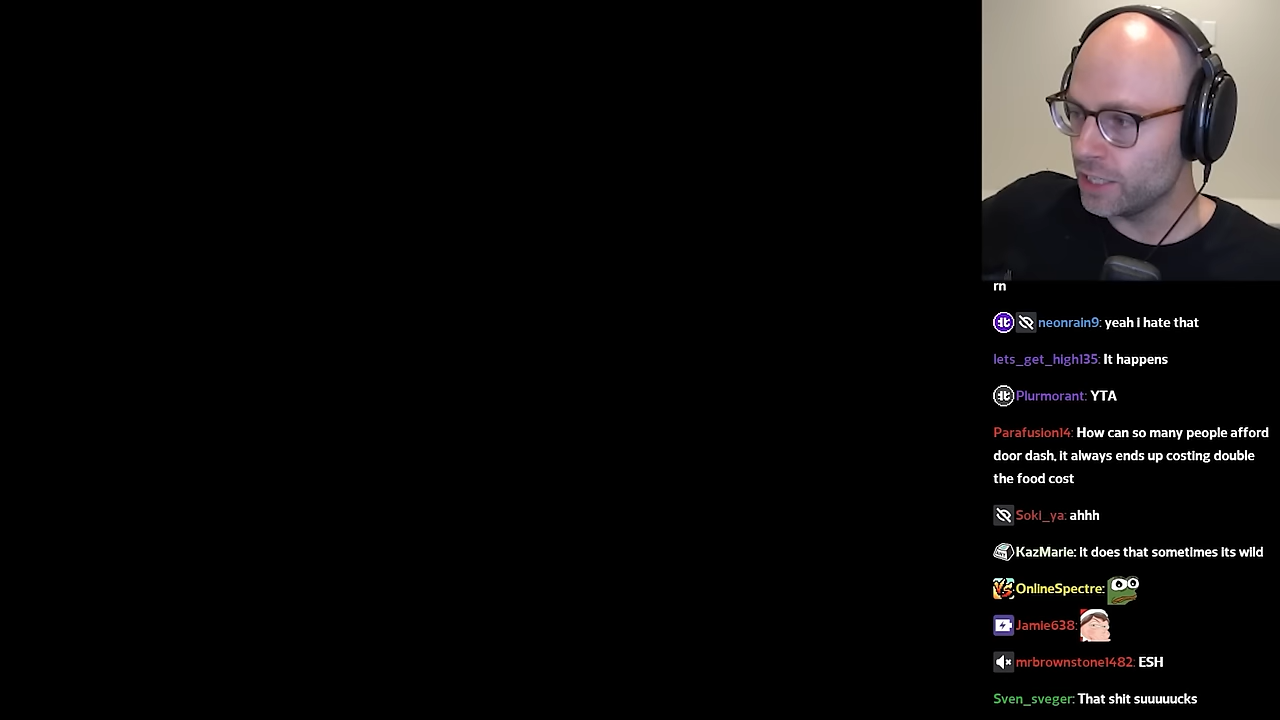 rn
neonrain9: yeah i hate that
lets_get_high135: It happens
Plurmorant: YTA
Parafusion14: How can so many people afford
door dash, it always ends up costing double
the food cost
Soki_ya: ahhh
KazMarie: it does that sometimes its wild
OnlineSpectre:
Jamie638:
mrbrownstone1482: ESH
Sven_sveger: That shit suuuuucks